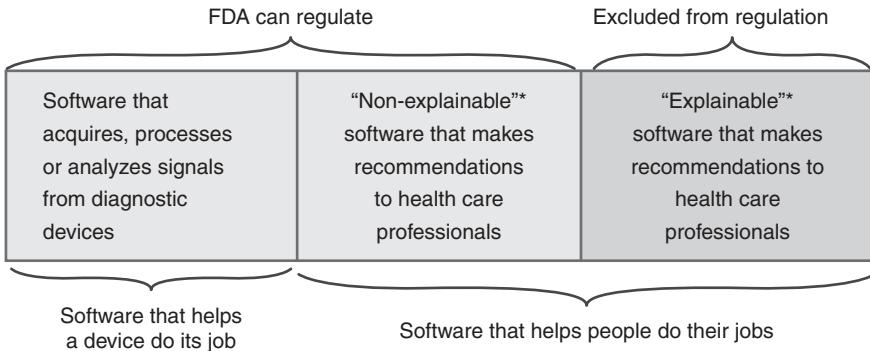 FDA can regulate
Excluded from regulation
Software that
acquires, processes
or analyzes signals
from diagnostic
devices
“Non-explainable”*
software that makes
recommendations
to health care
professionals
“Explainable”*
software that makes
recommendations to
health care
professionals
Software that helps
a device do its job
Software that helps people do their jobs